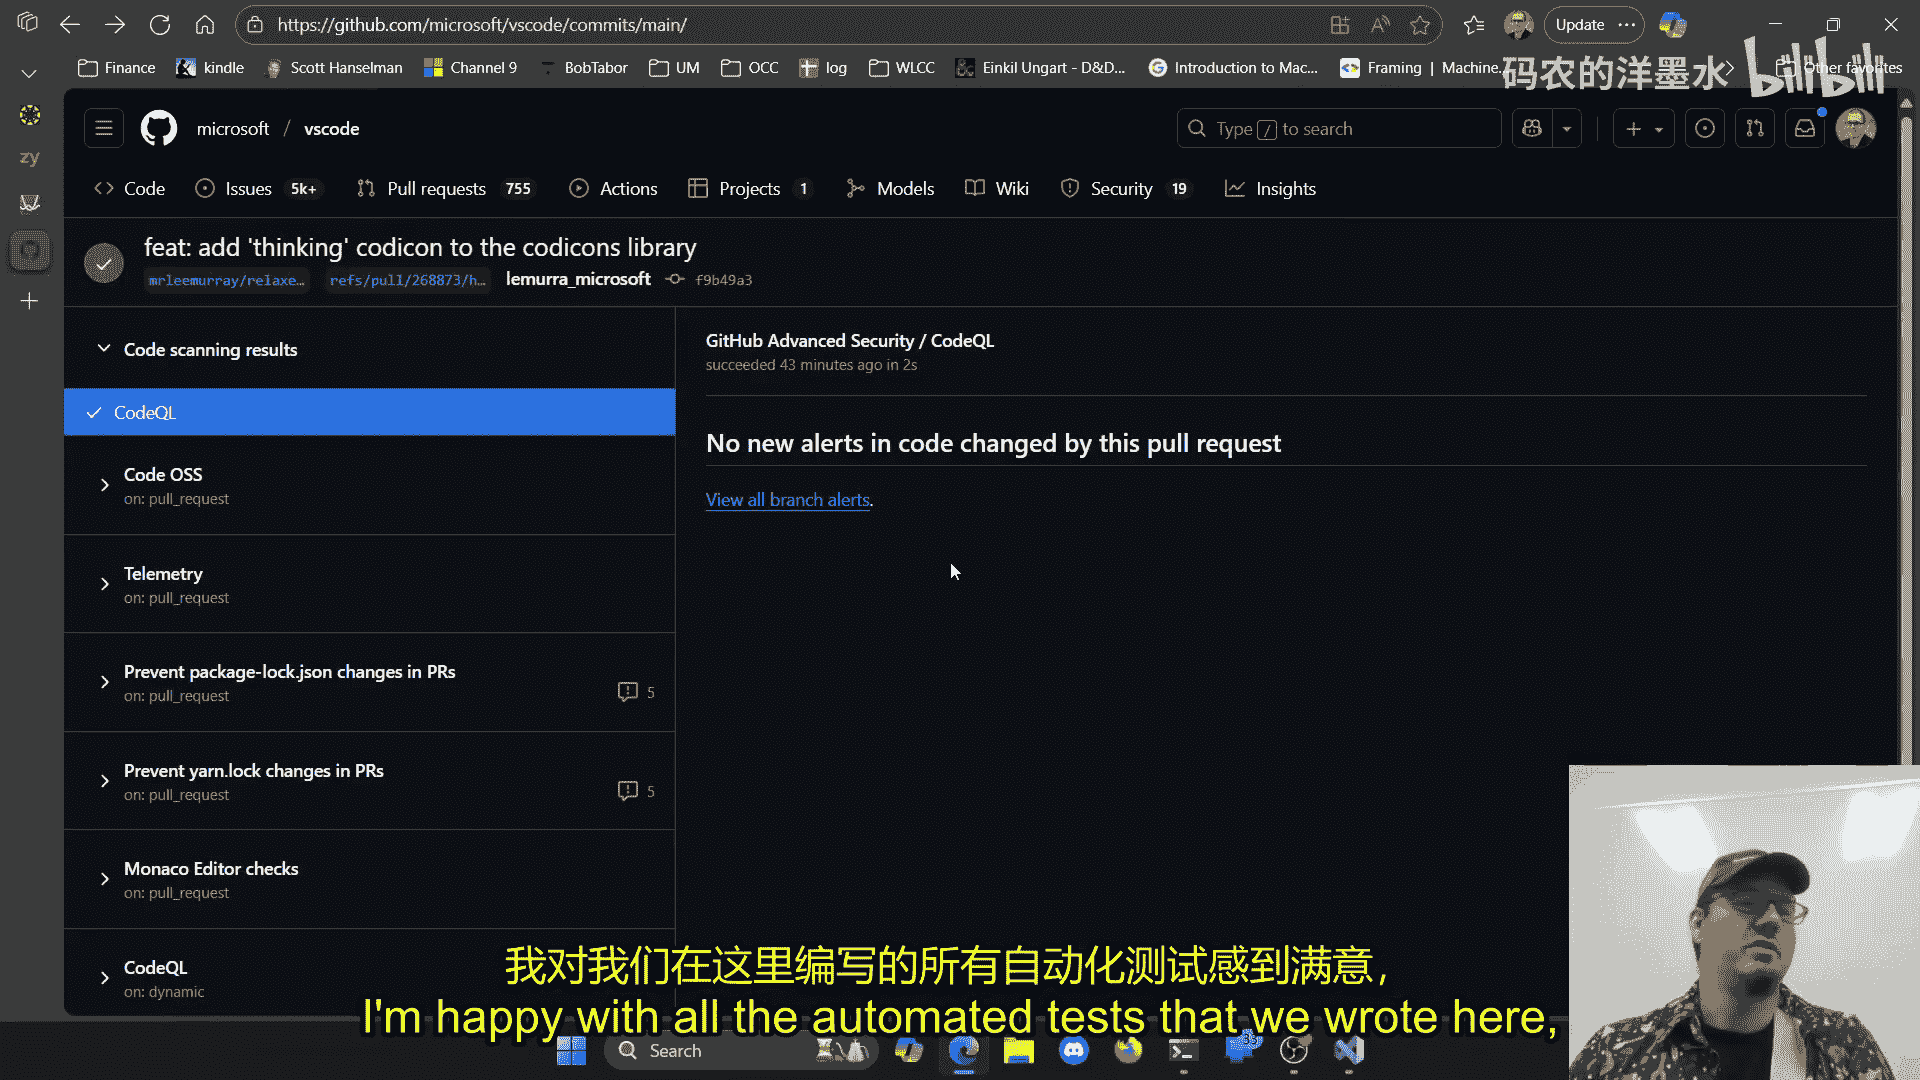 https://github.com/microsoft/vscode/commits/main/
Update
Finance
kindle
Scott Hanselman
Channel 9
BobTabor
UM
OCC
log
WLCC
Einkil Ungart - D&D...
Introduction to Mac...
Framing | Machine...
Other favorites
码农的洋墨水
bilibili
microsoft / vscode
Type / to search
Code
Issues 5k+
Pull requests 755
Actions
Projects 1
Models
Wiki
Security 19
Insights
feat: add 'thinking' codicon to the codicons library
mrleemurray/relaxe...
refs/pull/268873/h...
lemurra_microsoft
f9b49a3
Code scanning results
CodeQL
Code OSS
on: pull_request
Telemetry
on: pull_request
Prevent package-lock.json changes in PRs
on: pull_request
5
Prevent yarn.lock changes in PRs
on: pull_request
5
Monaco Editor checks
on: pull_request
CodeQL
on: dynamic
GitHub Advanced Security / CodeQL
succeeded 43 minutes ago in 2s
No new alerts in code changed by this pull request
View all branch alerts.
我对我们在这里编写的所有自动化测试感到满意，
I'm happy with all the automated tests that we wrote here,
Search